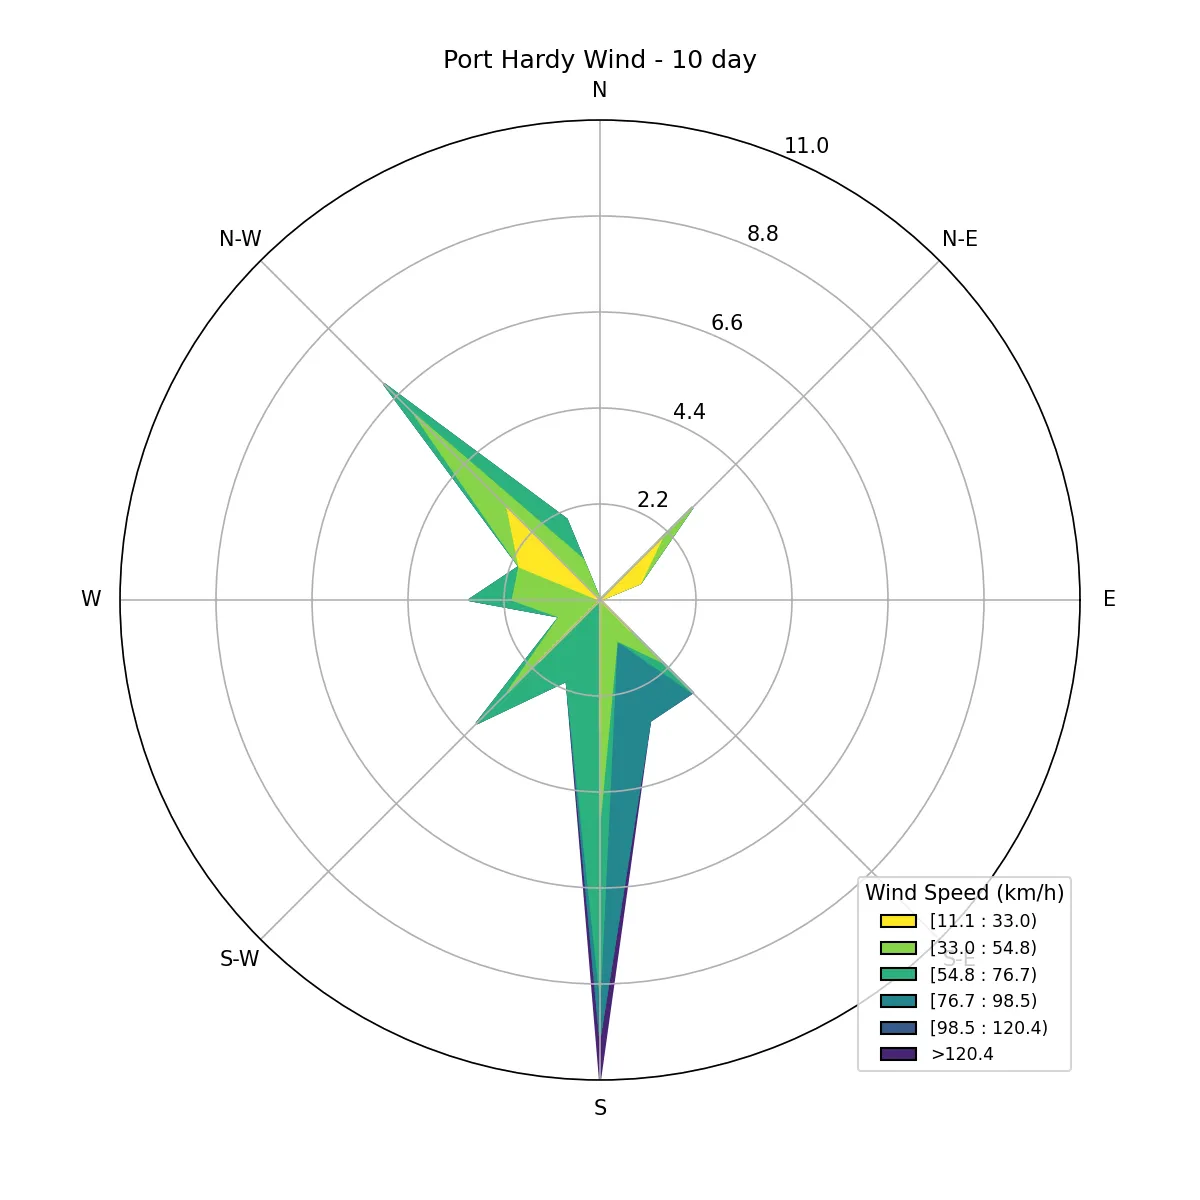 Port Hardy Wind - 10 day
N
11.0
N-W
N-E
8.8
6.6
4.4
2.2
W
E
S-W
S-E
S
Wind Speed (km/h)
[11.1 : 33.0)
[33.0 : 54.8)
[54.8 : 76.7)
[76.7 : 98.5)
[98.5 : 120.4)
>120.4